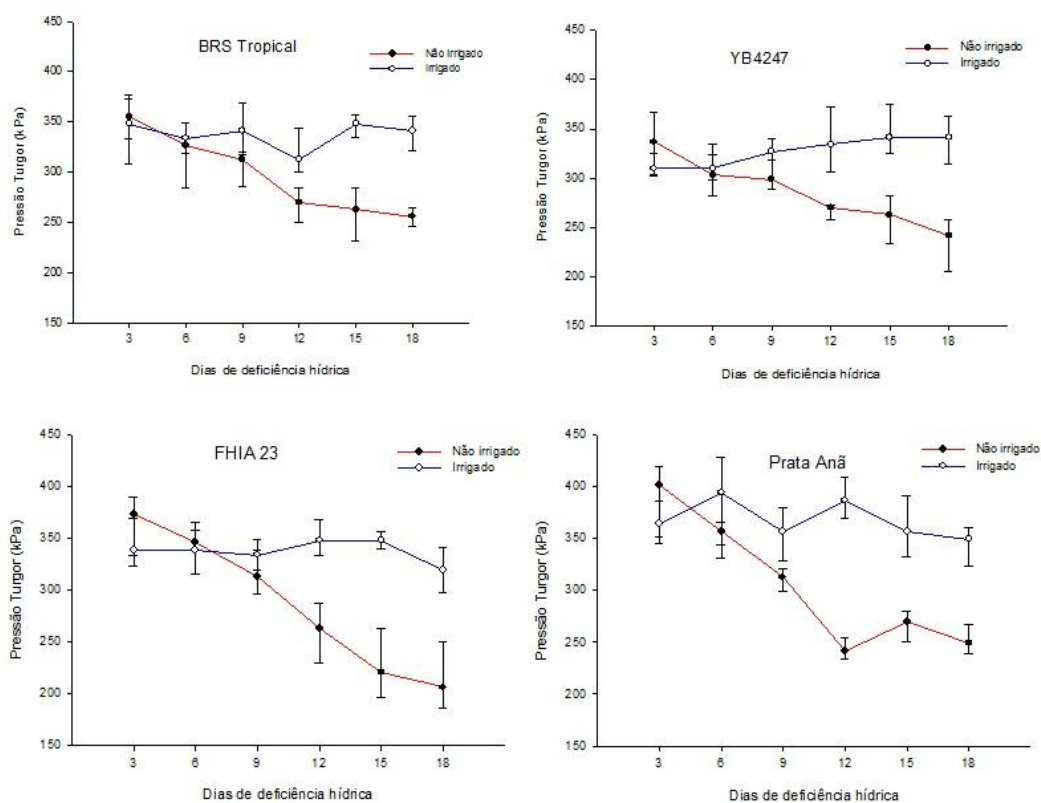 BRS Tropical
Não irrigado
Irrigado
Pressão Turgor (kPa)
450
400
350
300
250
200
150
3 6 9 12 15 18
Dias de deficiência hídrica
YB4247
Não irrigado
Irrigado
Pressão Turgor (kPa)
450
400
350
300
250
200
150
3 6 9 12 15 18
Dias de deficiência hídrica
FHIA 23
Não irrigado
Irrigado
Pressão Turgor (kPa)
450
400
350
300
250
200
150
3 6 9 12 15 18
Dias de deficiência hídrica
Prata Anã
Não irrigado
Irrigado
Pressão Turgor (kPa)
450
400
350
300
250
200
150
3 6 9 12 15 18
Dias de deficiência hídrica